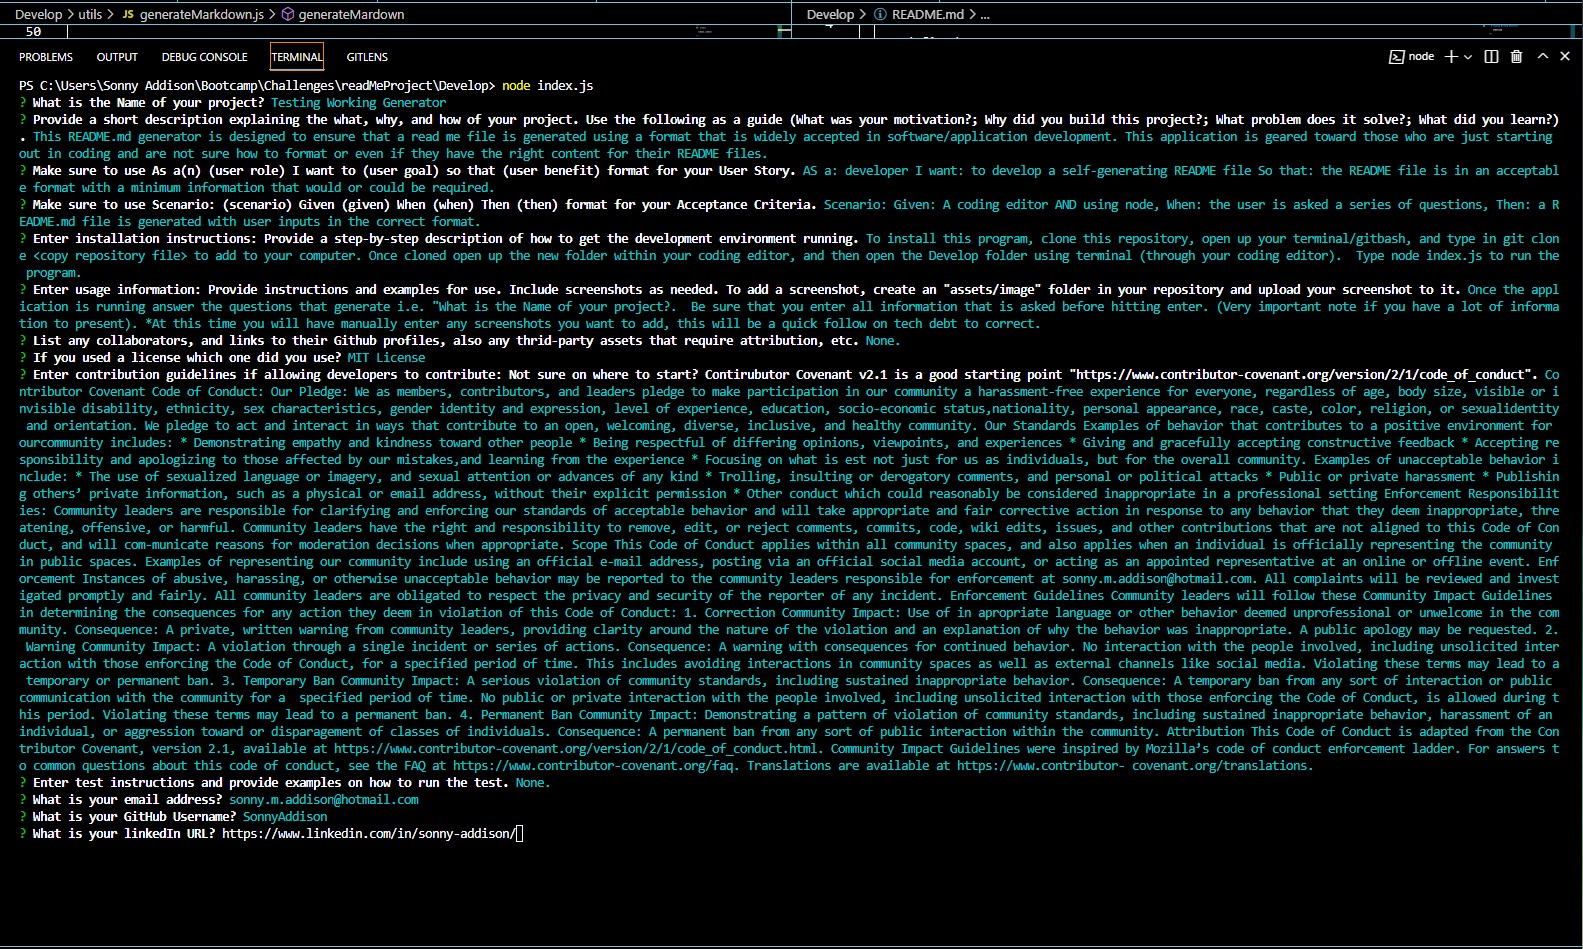 Develop > utils > JS generateMarkdown.js > generateMardown
Develop > README.md > ...
50
PROBLEMS OUTPUT DEBUG CONSOLE TERMINAL GITLENS
node
PS C:\Users\Sonny Addison\Bootcamp\Challenges\readMeProject\Develop> node index.js
? What is the Name of your project? Testing Working Generator
? Provide a short description explaining the what, why, and how of your project. Use the following as a guide (What was your motivation?; Why did you build this project?; What problem does it solve?; What did you learn?)
. This README.md generator is designed to ensure that a read me file is generated using a format that is widely accepted in software/application development. This application is geared toward those who are just starting
out in coding and are not sure how to format or even if they have the right content for their README files.
? Make sure to use As a(n) (user role) I want to (user goal) so that (user benefit) format for your User Story. AS a: developer I want: to develop a self-generating README file So that: the README file is in an acceptabl
e format with a minimum information that would or could be required.
? Make sure to use Scenario: (scenario) Given (given) When (when) Then (then) format for your Acceptance Criteria. Scenario: Given: A coding editor AND using node, When: the user is asked a series of questions, Then: a R
EADME.md file is generated with user inputs in the correct format.
? Enter installation instructions: Provide a step-by-step description of how to get the development environment running. To install this program, clone this repository, open up your terminal/gitbash, and type in git clon
e <copy repository file> to add to your computer. Once cloned open up the new folder within your coding editor, and then open the Develop folder using terminal (through your coding editor).  Type node index.js to run the
program.
? Enter usage information: Provide instructions and examples for use. Include screenshots as needed. To add a screenshot, create an "assets/image" folder in your repository and upload your screenshot to it. Once the appl
ication is running answer the questions that generate i.e. "What is the Name of your project?.  Be sure that you enter all information that is asked before hitting enter. (Very important note if you have a lot of informa
tion to present). *At this time you will have manually enter any screenshots you want to add, this will be a quick follow on tech debt to correct.
? List any collaborators, and links to their Github profiles, also any thrid-party assets that require attribution, etc. None.
? If you used a license which one did you use? MIT License
? Enter contribution guidelines if allowing developers to contribute: Not sure on where to start? Contirubutor Covenant v2.1 is a good starting point "https://www.contributor-covenant.org/version/2/1/code_of_conduct". Co
ntributor Covenant Code of Conduct: Our Pledge: We as members, contributors, and leaders pledge to make participation in our community a harassment-free experience for everyone, regardless of age, body size, visible or i
nvisible disability, ethnicity, sex characteristics, gender identity and expression, level of experience, education, socio-economic status,nationality, personal appearance, race, caste, color, religion, or sexualidentity
and orientation. We pledge to act and interact in ways that contribute to an open, welcoming, diverse, inclusive, and healthy community. Our Standards Examples of behavior that contributes to a positive environment for
ourcommunity includes: * Demonstrating empathy and kindness toward other people * Being respectful of differing opinions, viewpoints, and experiences * Giving and gracefully accepting constructive feedback * Accepting re
sponsibility and apologizing to those affected by our mistakes,and learning from the experience * Focusing on what is est not just for us as individuals, but for the overall community. Examples of unacceptable behavior i
nclude: * The use of sexualized language or imagery, and sexual attention or advances of any kind * Trolling, insulting or derogatory comments, and personal or political attacks * Public or private harassment * Publishin
g others’ private information, such as a physical or email address, without their explicit permission * Other conduct which could reasonably be considered inappropriate in a professional setting Enforcement Responsibilit
ies: Community leaders are responsible for clarifying and enforcing our standards of acceptable behavior and will take appropriate and fair corrective action in response to any behavior that they deem inappropriate, thre
atening, offensive, or harmful. Community leaders have the right and responsibility to remove, edit, or reject comments, commits, code, wiki edits, issues, and other contributions that are not aligned to this Code of Con
duct, and will com-municate reasons for moderation decisions when appropriate. Scope This Code of Conduct applies within all community spaces, and also applies when an individual is officially representing the community
in public spaces. Examples of representing our community include using an official e-mail address, posting via an official social media account, or acting as an appointed representative at an online or offline event. Enf
orcement Instances of abusive, harassing, or otherwise unacceptable behavior may be reported to the community leaders responsible for enforcement at sonny.m.addison@hotmail.com. All complaints will be reviewed and invest
igated promptly and fairly. All community leaders are obligated to respect the privacy and security of the reporter of any incident. Enforcement Guidelines Community leaders will follow these Community Impact Guidelines
in determining the consequences for any action they deem in violation of this Code of Conduct: 1. Correction Community Impact: Use of in apropriate language or other behavior deemed unprofessional or unwelcome in the com
munity. Consequence: A private, written warning from community leaders, providing clarity around the nature of the violation and an explanation of why the behavior was inappropriate. A public apology may be requested. 2.
Warning Community Impact: A violation through a single incident or series of actions. Consequence: A warning with consequences for continued behavior. No interaction with the people involved, including unsolicited inter
action with those enforcing the Code of Conduct, for a specified period of time. This includes avoiding interactions in community spaces as well as external channels like social media. Violating these terms may lead to a
temporary or permanent ban. 3. Temporary Ban Community Impact: A serious violation of community standards, including sustained inappropriate behavior. Consequence: A temporary ban from any sort of interaction or public
communication with the community for a  specified period of time. No public or private interaction with the people involved, including unsolicited interaction with those enforcing the Code of Conduct, is allowed during t
his period. Violating these terms may lead to a permanent ban. 4. Permanent Ban Community Impact: Demonstrating a pattern of violation of community standards, including sustained inappropriate behavior, harassment of an
individual, or aggression toward or disparagement of classes of individuals. Consequence: A permanent ban from any sort of public interaction within the community. Attribution This Code of Conduct is adapted from the Con
tributor Covenant, version 2.1, available at https://www.contributor-covenant.org/version/2/1/code_of_conduct.html. Community Impact Guidelines were inspired by Mozilla’s code of conduct enforcement ladder. For answers t
o common questions about this code of conduct, see the FAQ at https://www.contributor-covenant.org/faq. Translations are available at https://www.contributor- covenant.org/translations.
? Enter test instructions and provide examples on how to run the test. None.
? What is your email address? sonny.m.addison@hotmail.com
? What is your GitHub Username? SonnyAddison
? What is your linkedIn URL? https://www.linkedin.com/in/sonny-addison/